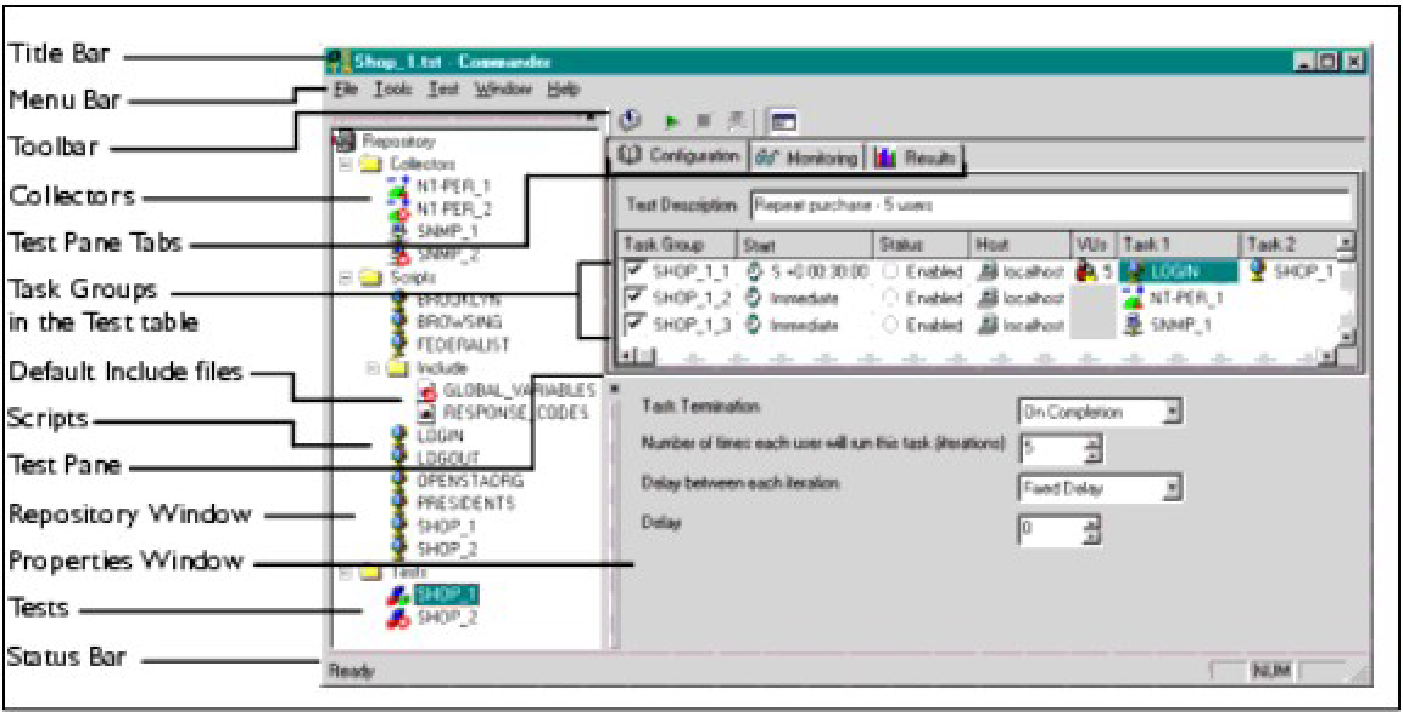 Title Bar
Menu Bar
Toolbar
Collectors
Test Pane Tabs
Task Groups
in the Test table
Default Include files
Scripts
Test Pane
Repository Window
Properties Window
Tests
Status Bar
Shop_1.tst - Commander
File Tools Test Window Help
Repository
Collectors
NT-PER_1
NT-PER_2
SNMP_1
SNMP_2
Scripts
BROOKLYN
BROWSING
FEDERALIST
Include
GLOBAL_VARIABLES
RESPONSE_CODES
LOGIN
LOGOUT
OPENSTAORG
PRESIDENTS
SHOP_1
SHOP_2
Tests
SHOP_1
SHOP_2
Configuration Monitoring Results
Test Description Repeat purchase - 5 users
Task Group Start Status Host VUs Task 1 Task 2
SHOP_1_1 S +0 00:30:00 Enabled localhost 5 LOGIN SHOP_1
SHOP_1_2 Immediate Enabled localhost NT-PER_1
SHOP_1_3 Immediate Enabled localhost SNMP_1
Task Termination On Completion
Number of times each user will run this task (iterations) 5
Delay between each iteration Fixed Delay
Delay 0
Ready NUM